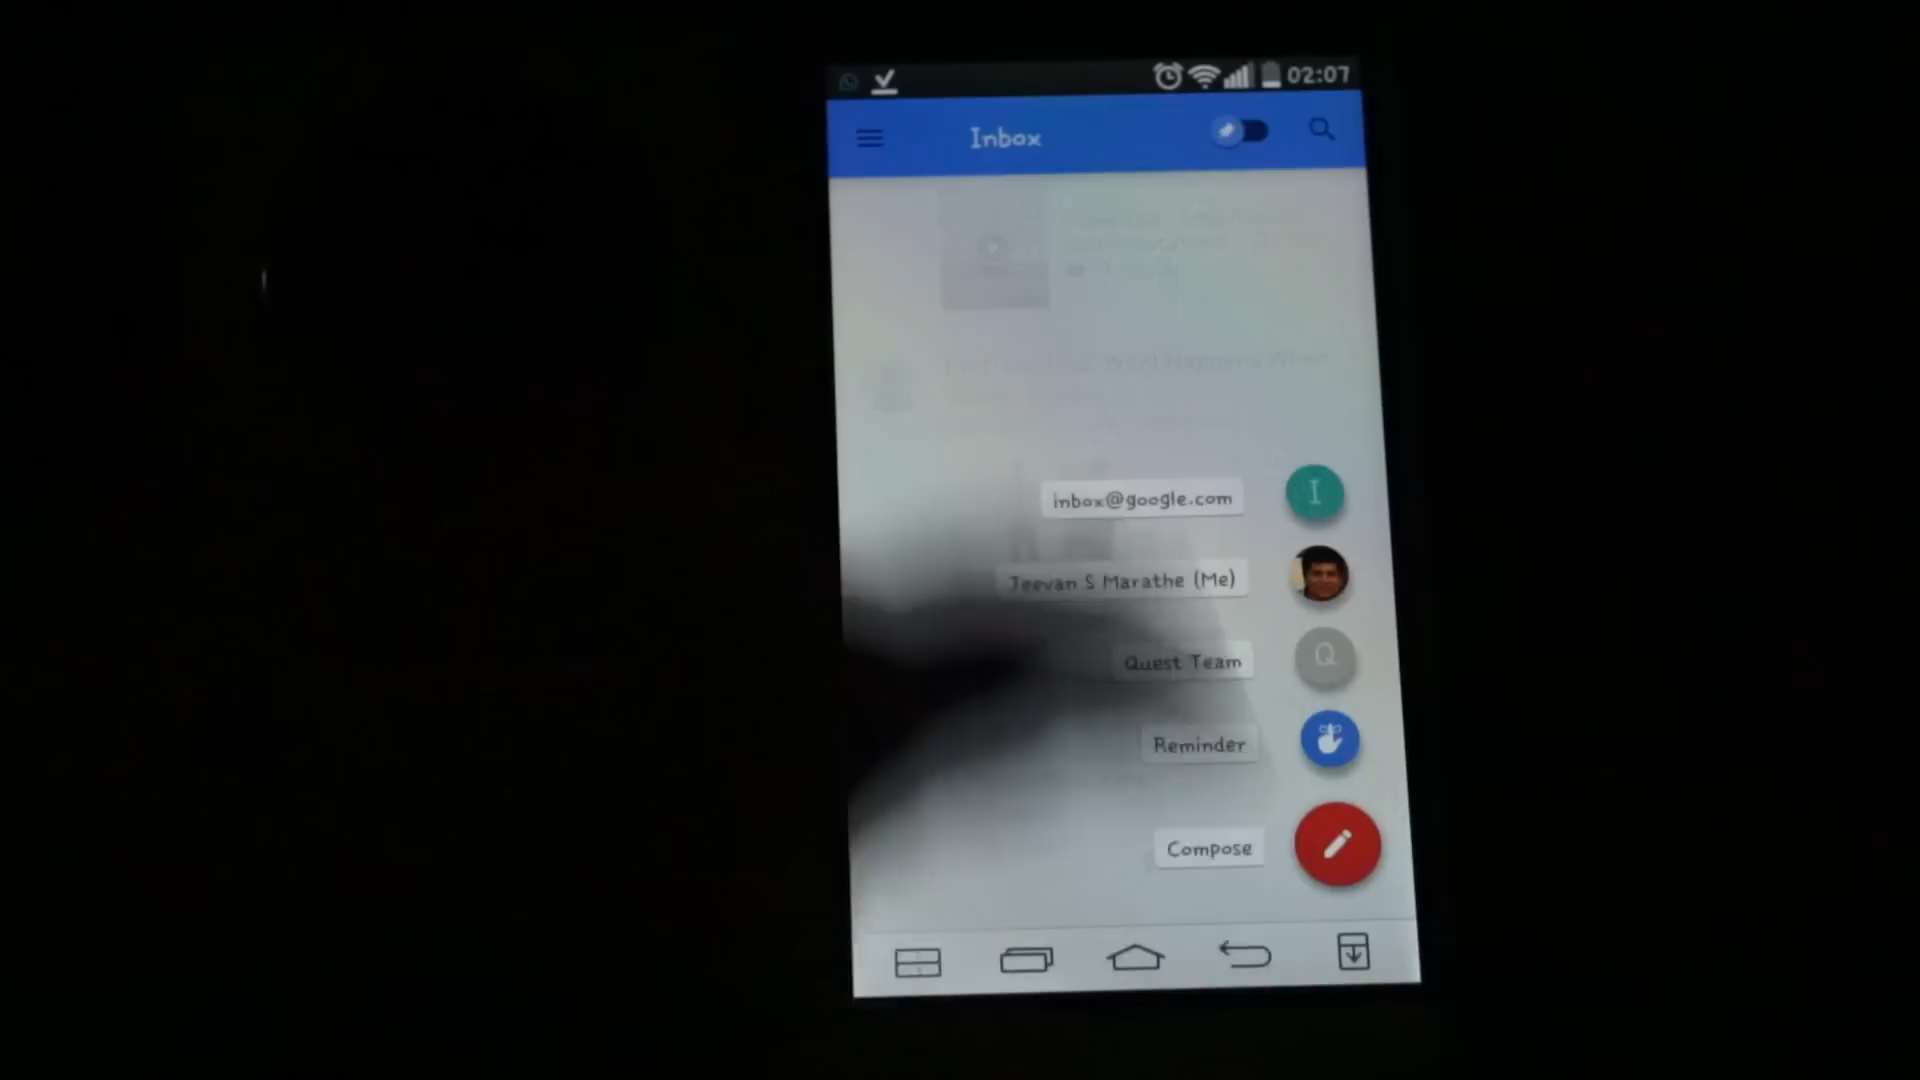 02:07
Inbox
inbox@google.com
I
Jeevan S Marathe (Me)
Quest Team
Q
Reminder
Compose